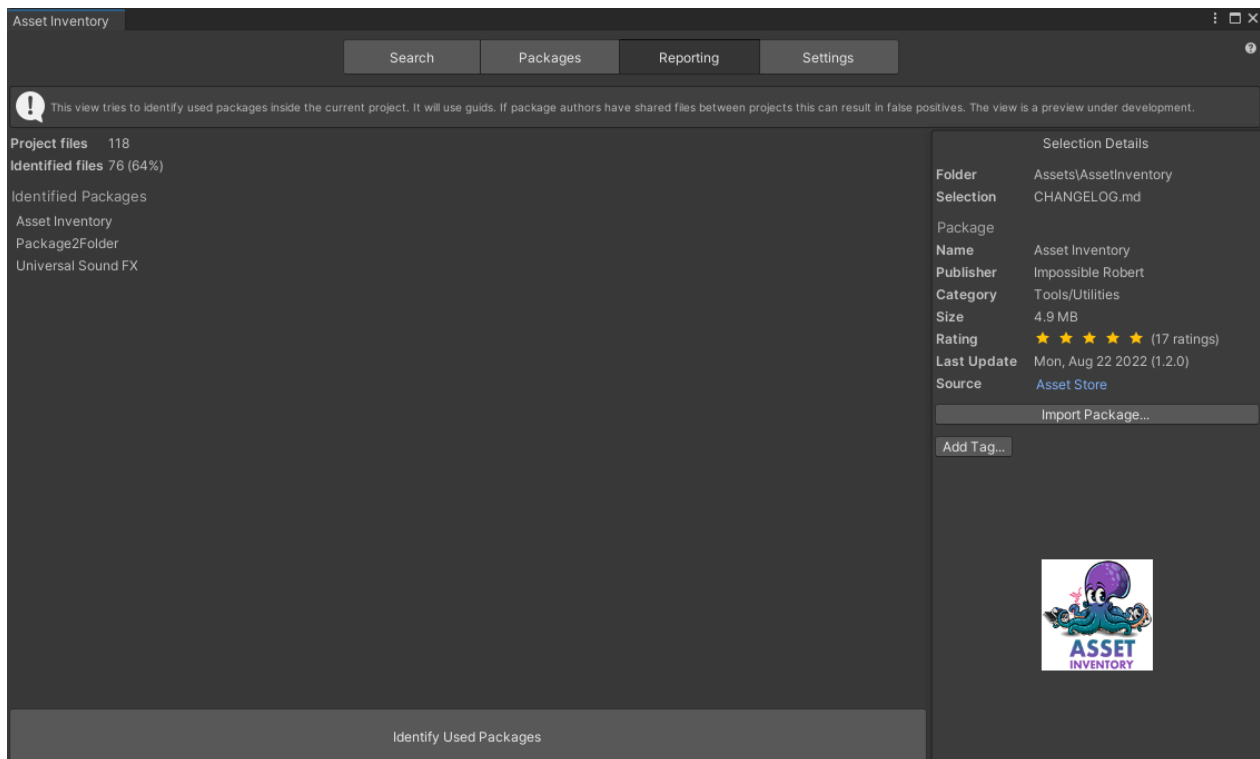 Asset Inventory
Search Packages Reporting Settings
This view tries to identify used packages inside the current project. It will use guids. If package authors have shared files between projects this can result in false positives. The view is a preview under development.
Project files 118
Identified files 76 (64%)
Identified Packages
Asset Inventory
Package2Folder
Universal Sound FX
Identify Used Packages
Selection Details
Folder Assets\AssetInventory
Selection CHANGELOG.md
Package
Name Asset Inventory
Publisher Impossible Robert
Category Tools/Utilities
Size 4.9 MB
Rating (17 ratings)
Last Update Mon, Aug 22 2022 (1.2.0)
Source Asset Store
Import Package...
Add Tag...
ASSET
INVENTORY